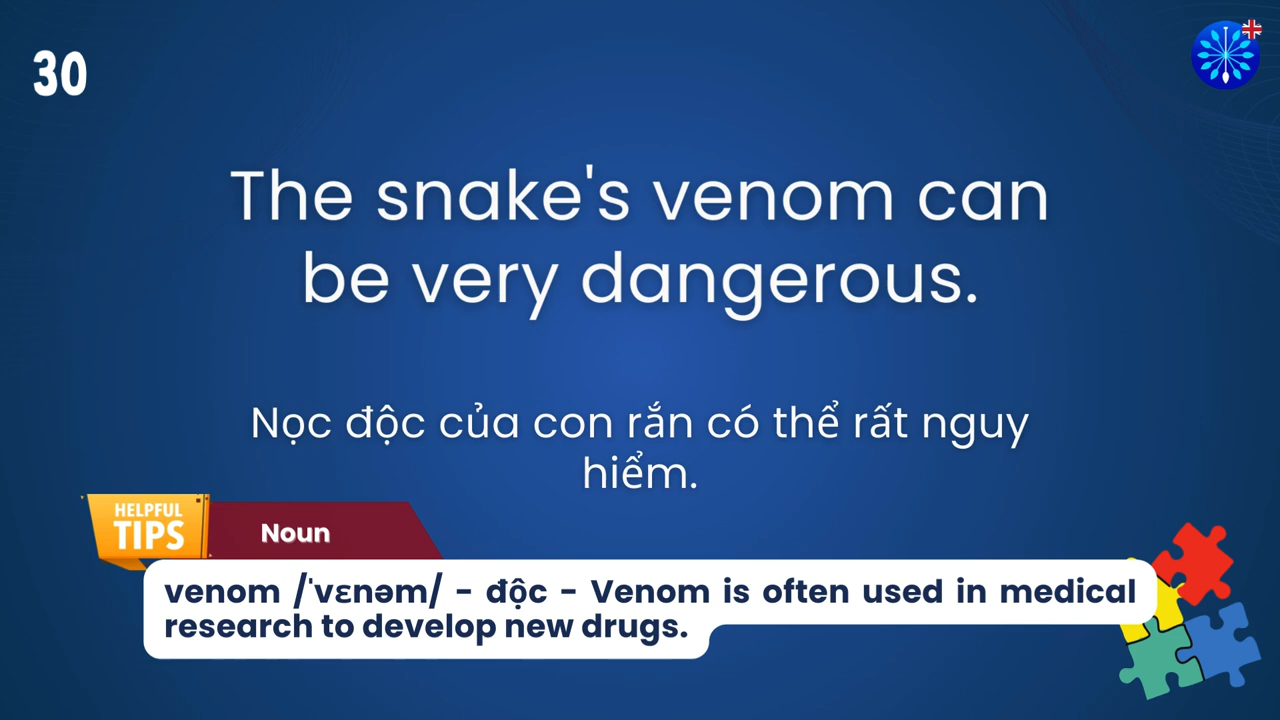 30
The snake's venom can
be very dangerous.
Nọc độc của con rắn có thể rất nguy
hiểm.
HELPFUL
TIPS
Noun
venom /ˈvɛnəm/ - độc - Venom is often used in medical
research to develop new drugs.